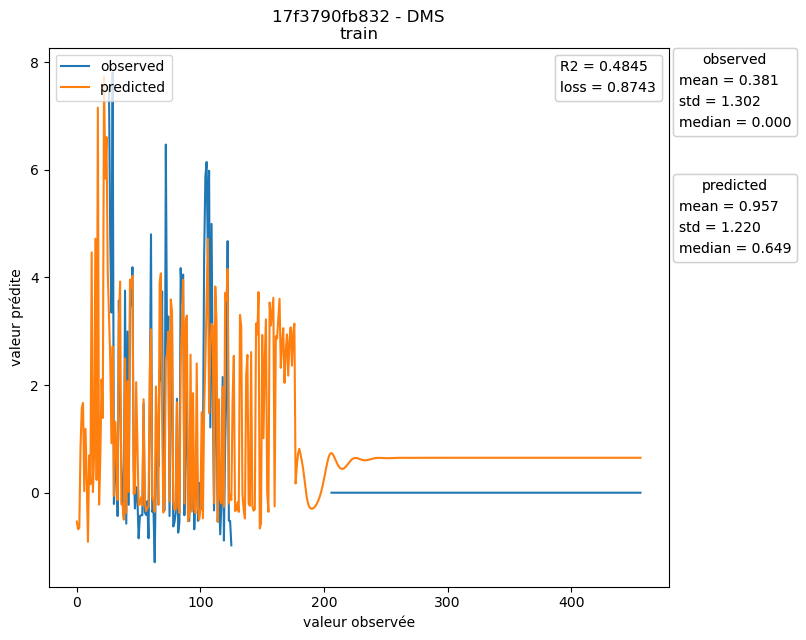 17f3790fb832 - DMS
train
observed
predicted
R2 = 0.4845
loss = 0.8743
observed
mean = 0.381
std = 1.302
median = 0.000
predicted
mean = 0.957
std = 1.220
median = 0.649
valeur prédite
8
6
4
2
0
0 100 200 300 400
valeur observée